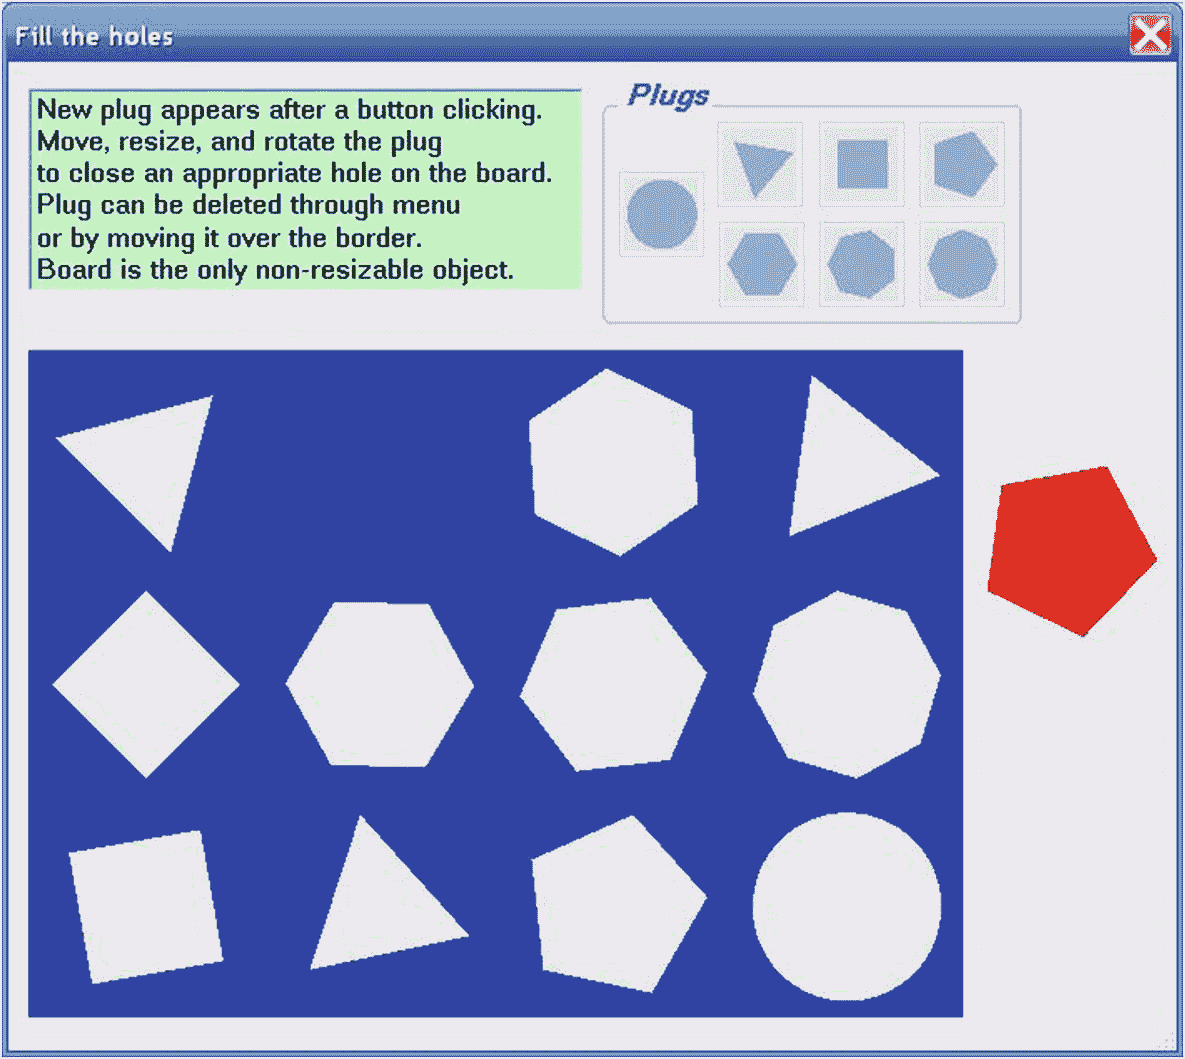 Fill the holes
New plug appears after a button clicking.
Move, resize, and rotate the plug
to close an appropriate hole on the board.
Plug can be deleted through menu
or by moving it over the border.
Board is the only non-resizable object.
Plugs